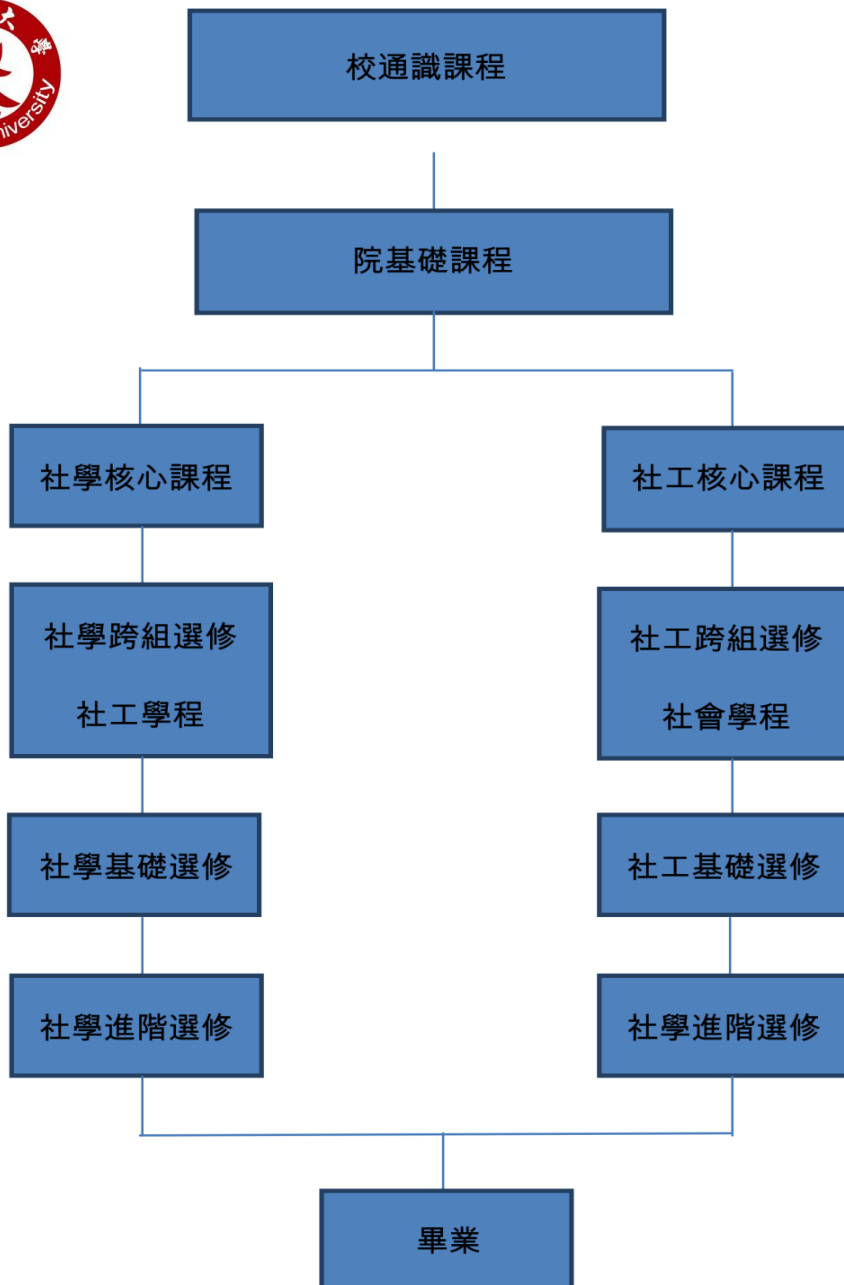 大 學
niversity
校通識課程
院基礎課程
社學核心課程
社工核心課程
社學跨組選修
社工學程
社工跨組選修
社會學程
社學基礎選修
社工基礎選修
社學進階選修
社學進階選修
畢業